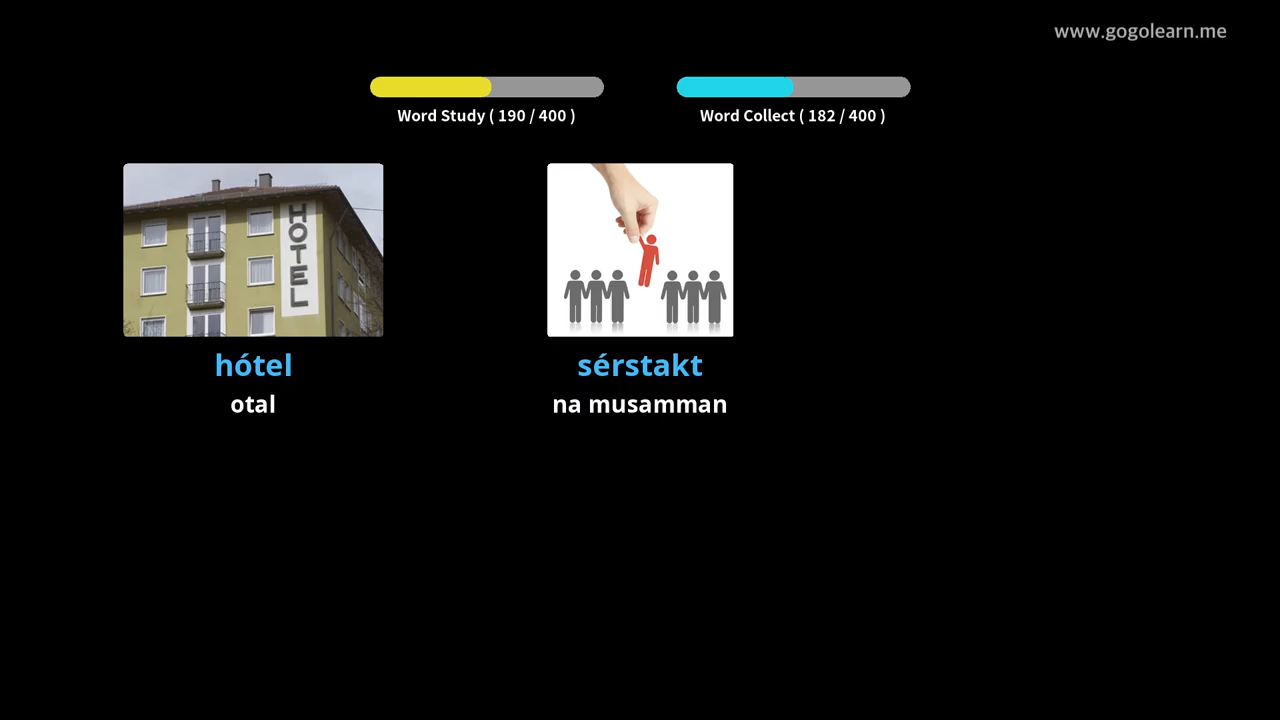 www.gogolearn.me
Word Study ( 190 / 400 )
Word Collect ( 182 / 400 )
HOTEL
hótel
sérstakt
otal
na musamman